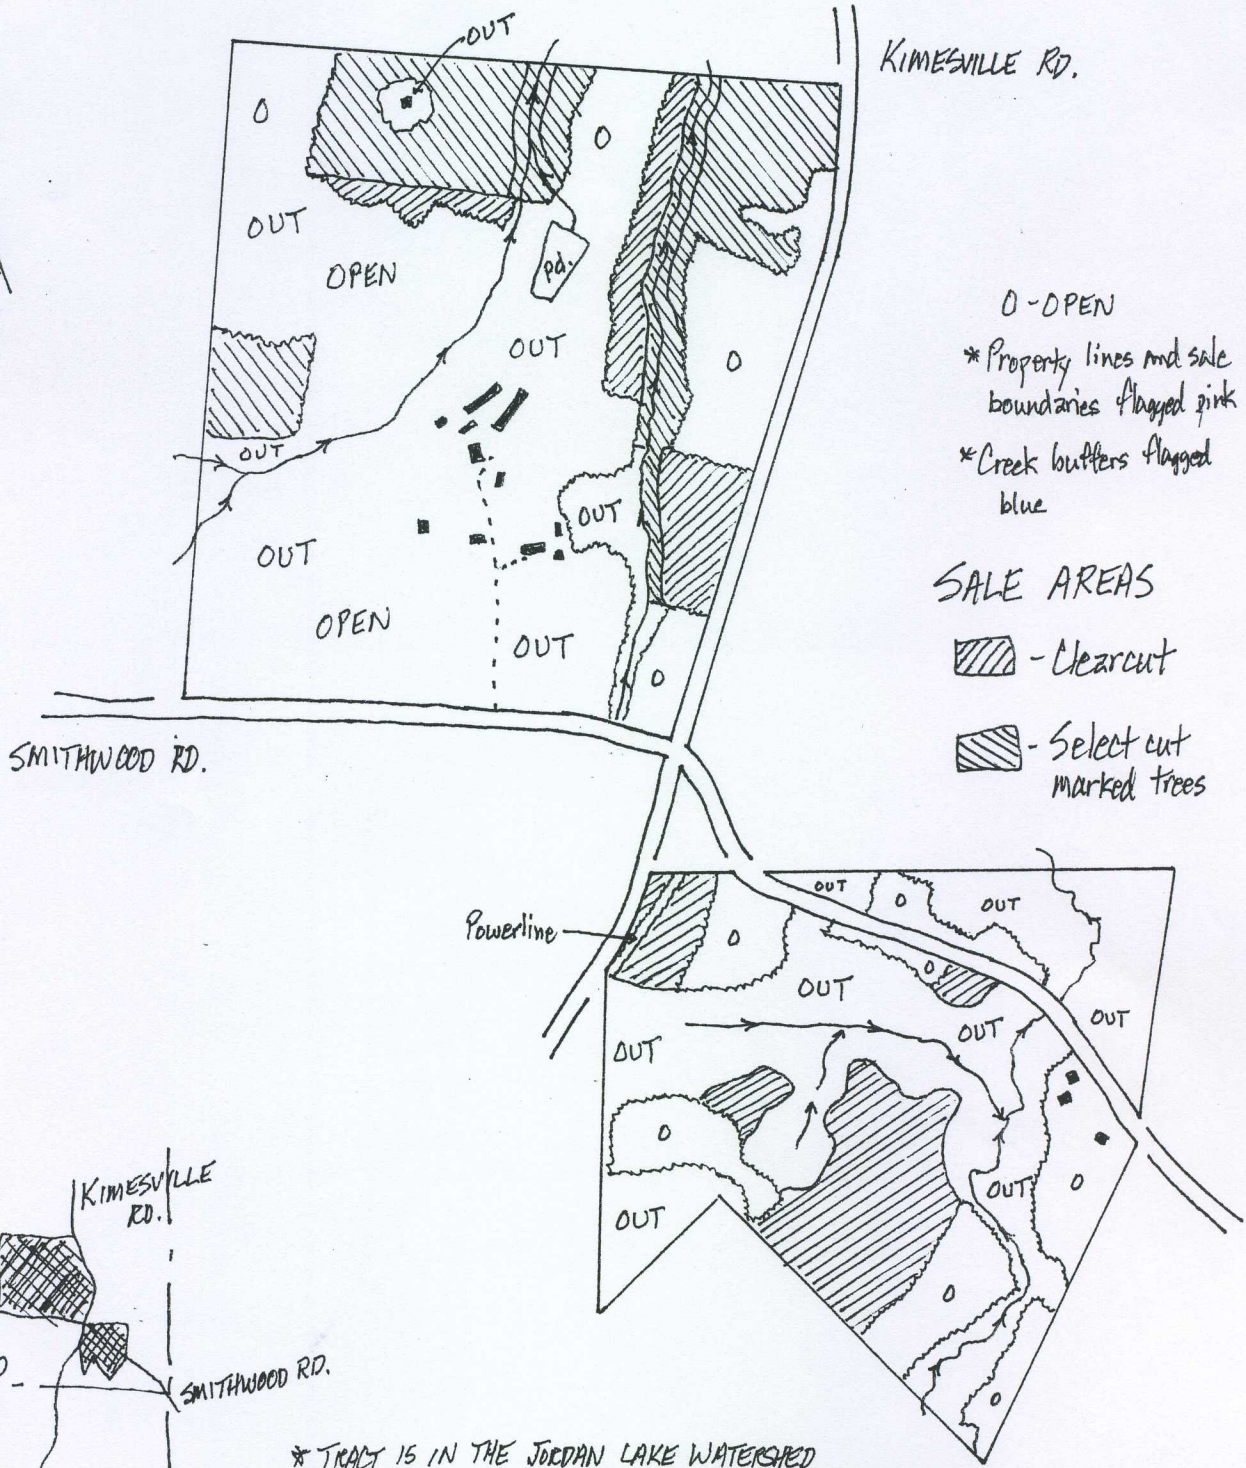 OUT
KIMESVILLE RD.
O
O
OUT
OPEN
pd.
O - OPEN
OUT
* Property lines and sale
boundaries flagged pink
O
* Creek buffers flagged
blue
OUT
OUT
OUT
SALE AREAS
OPEN
OUT
- Clearcut
O
- Select cut
marked trees
SMITHWOOD RD.
OUT
O
OUT
Powerline
O
O
OUT
OUT
OUT
OUT
O
OUT
O
OUT
KIMESVILLE
RD.
O
O
SMITHWOOD RD.
* TRACT IS IN THE JORDAN LAKE WATERSHED